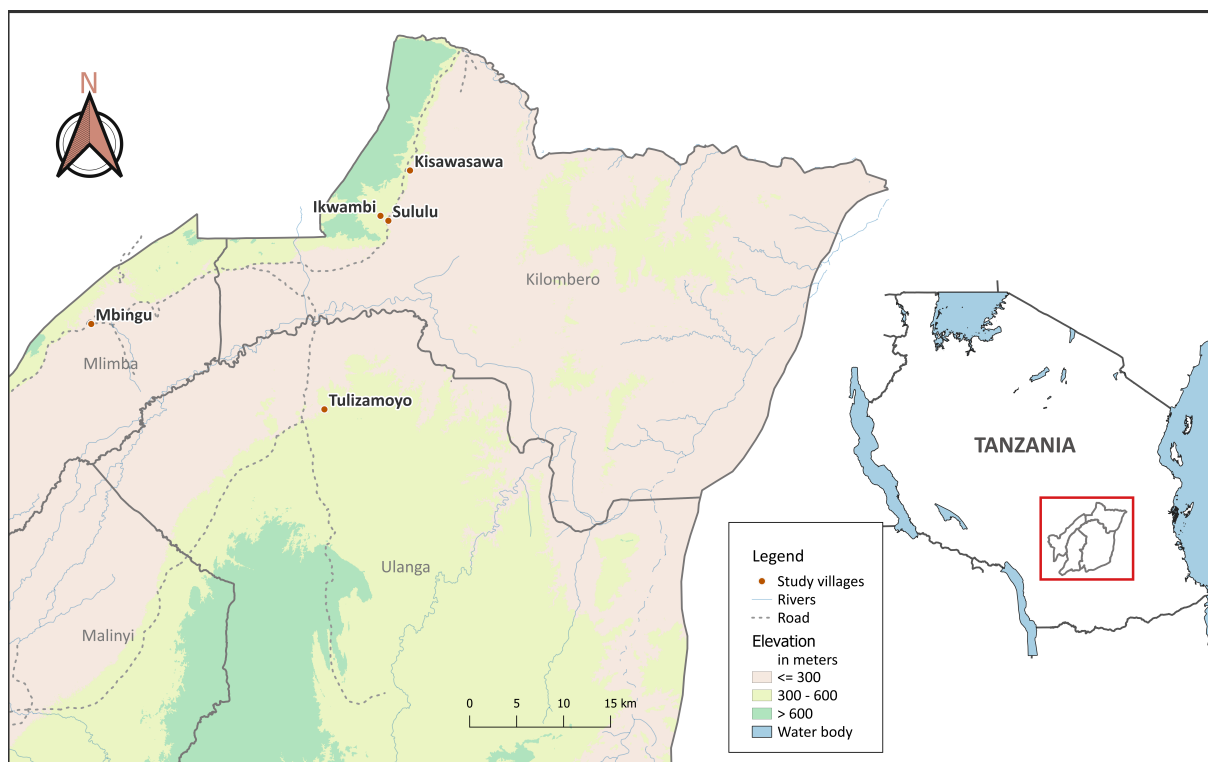 N
Kisawasawa
Ikwambi
Sululu
Kilombero
Mbingu
Mlimba
Tulizamoyo
TANZANIA
Ulanga
Malinyi
0 5 10 15 km
Legend
Study villages
Rivers
Road
Elevation
in meters
<= 300
300 - 600
> 600
Water body